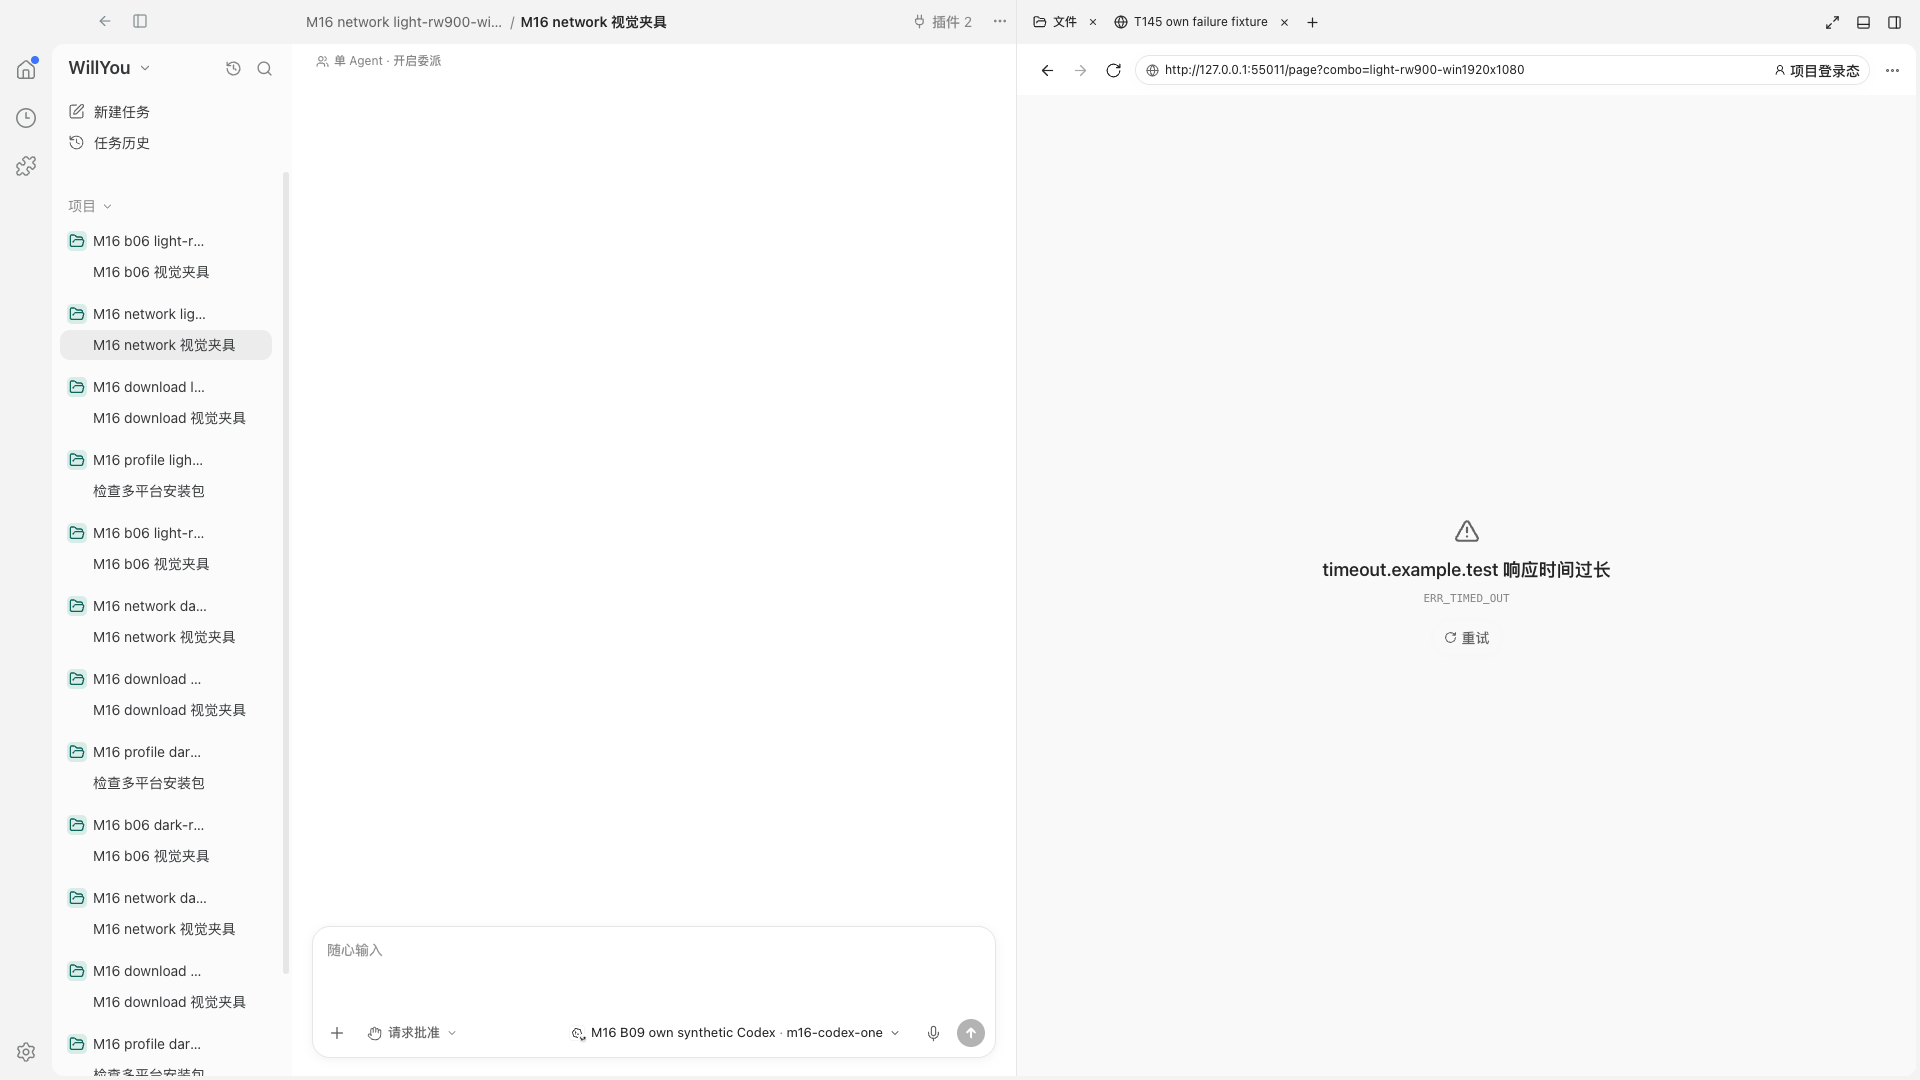 M16 network light-rw900-wi... / M16 network 视觉夹具
插件 2
文件
T145 own failure fixture
WillYou
新建任务
任务历史
项目
M16 b06 light-r...
M16 b06 视觉夹具
M16 network lig...
M16 network 视觉夹具
M16 download l...
M16 download 视觉夹具
M16 profile ligh...
检查多平台安装包
M16 b06 light-r...
M16 b06 视觉夹具
M16 network da...
M16 network 视觉夹具
M16 download ...
M16 download 视觉夹具
M16 profile dar...
检查多平台安装包
M16 b06 dark-r...
M16 b06 视觉夹具
M16 network da...
M16 network 视觉夹具
M16 download ...
M16 download 视觉夹具
M16 profile dar...
检查多平台安装包
单 Agent · 开启委派
随心输入
请求批准
M16 B09 own synthetic Codex · m16-codex-one
http://127.0.0.1:55011/page?combo=light-rw900-win1920x1080
项目登录态
timeout.example.test 响应时间过长
ERR_TIMED_OUT
重试